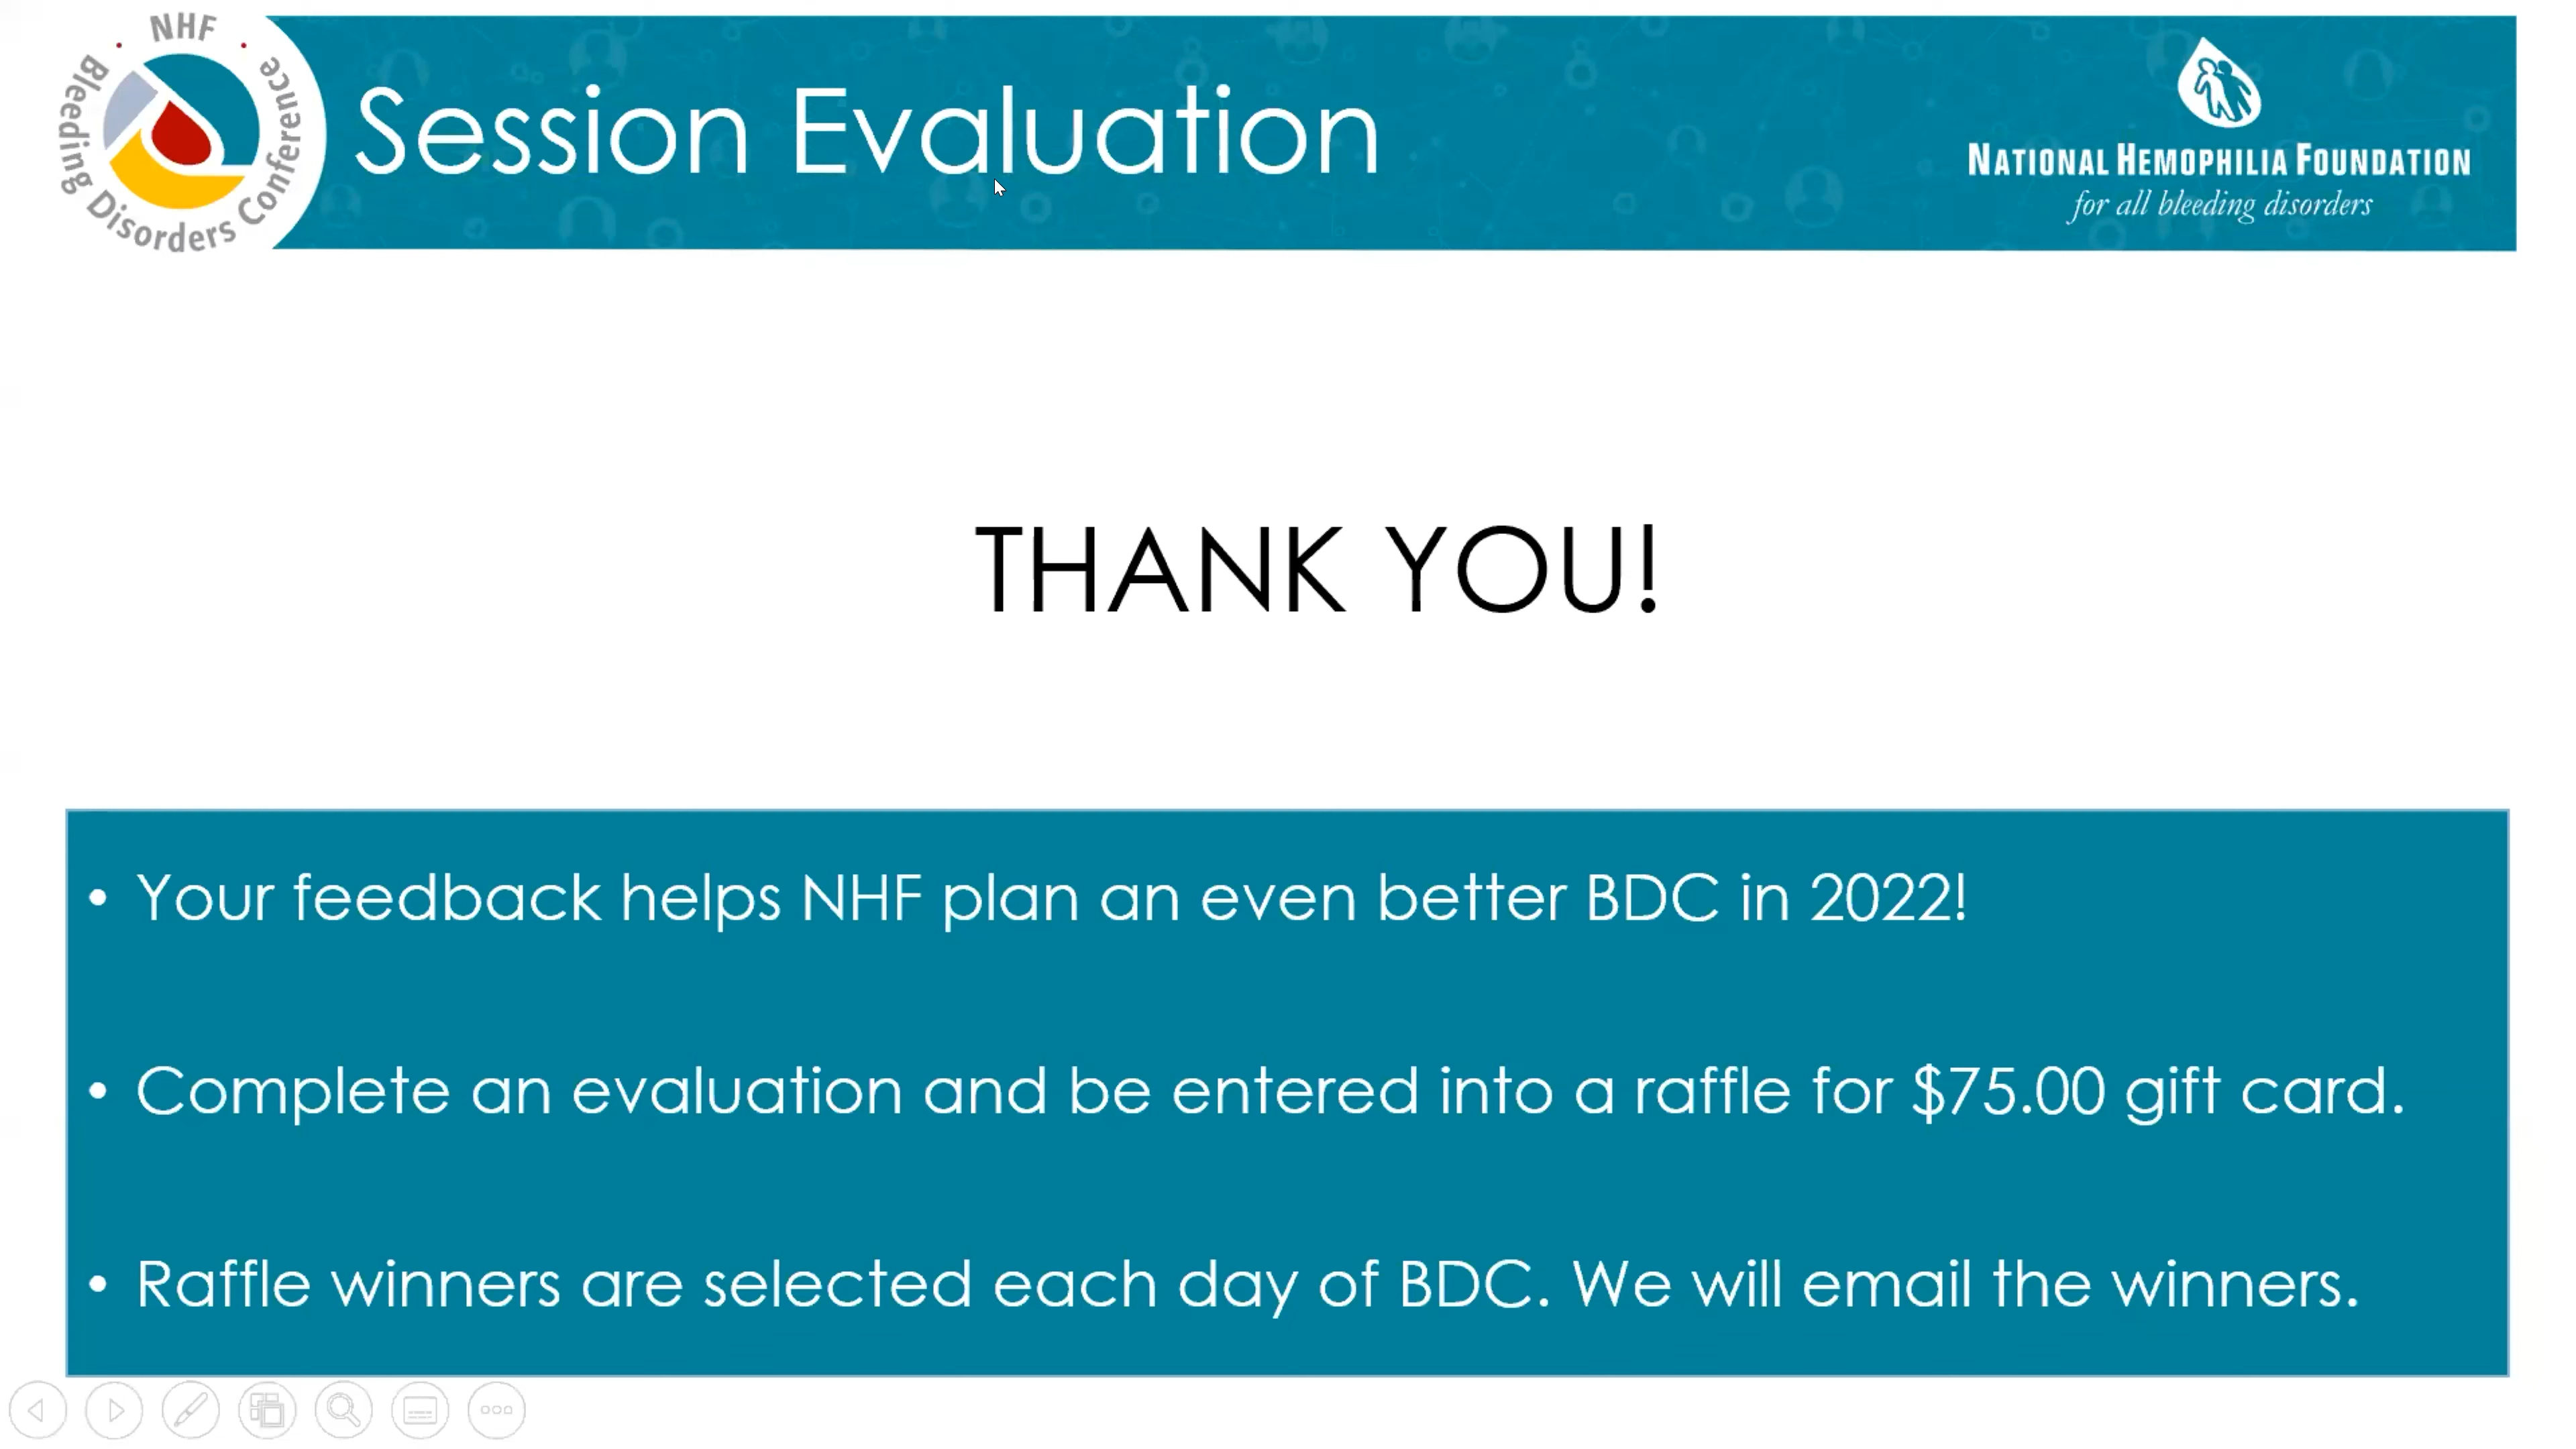 NHF
Bleeding Disorders Conference
Session Evaluation
NATIONAL HEMOPHILIA FOUNDATION
for all bleeding disorders
THANK YOU!
• Your feedback helps NHF plan an even better BDC in 2022!
• Complete an evaluation and be entered into a raffle for $75.00 gift card.
• Raffle winners are selected each day of BDC. We will email the winners.